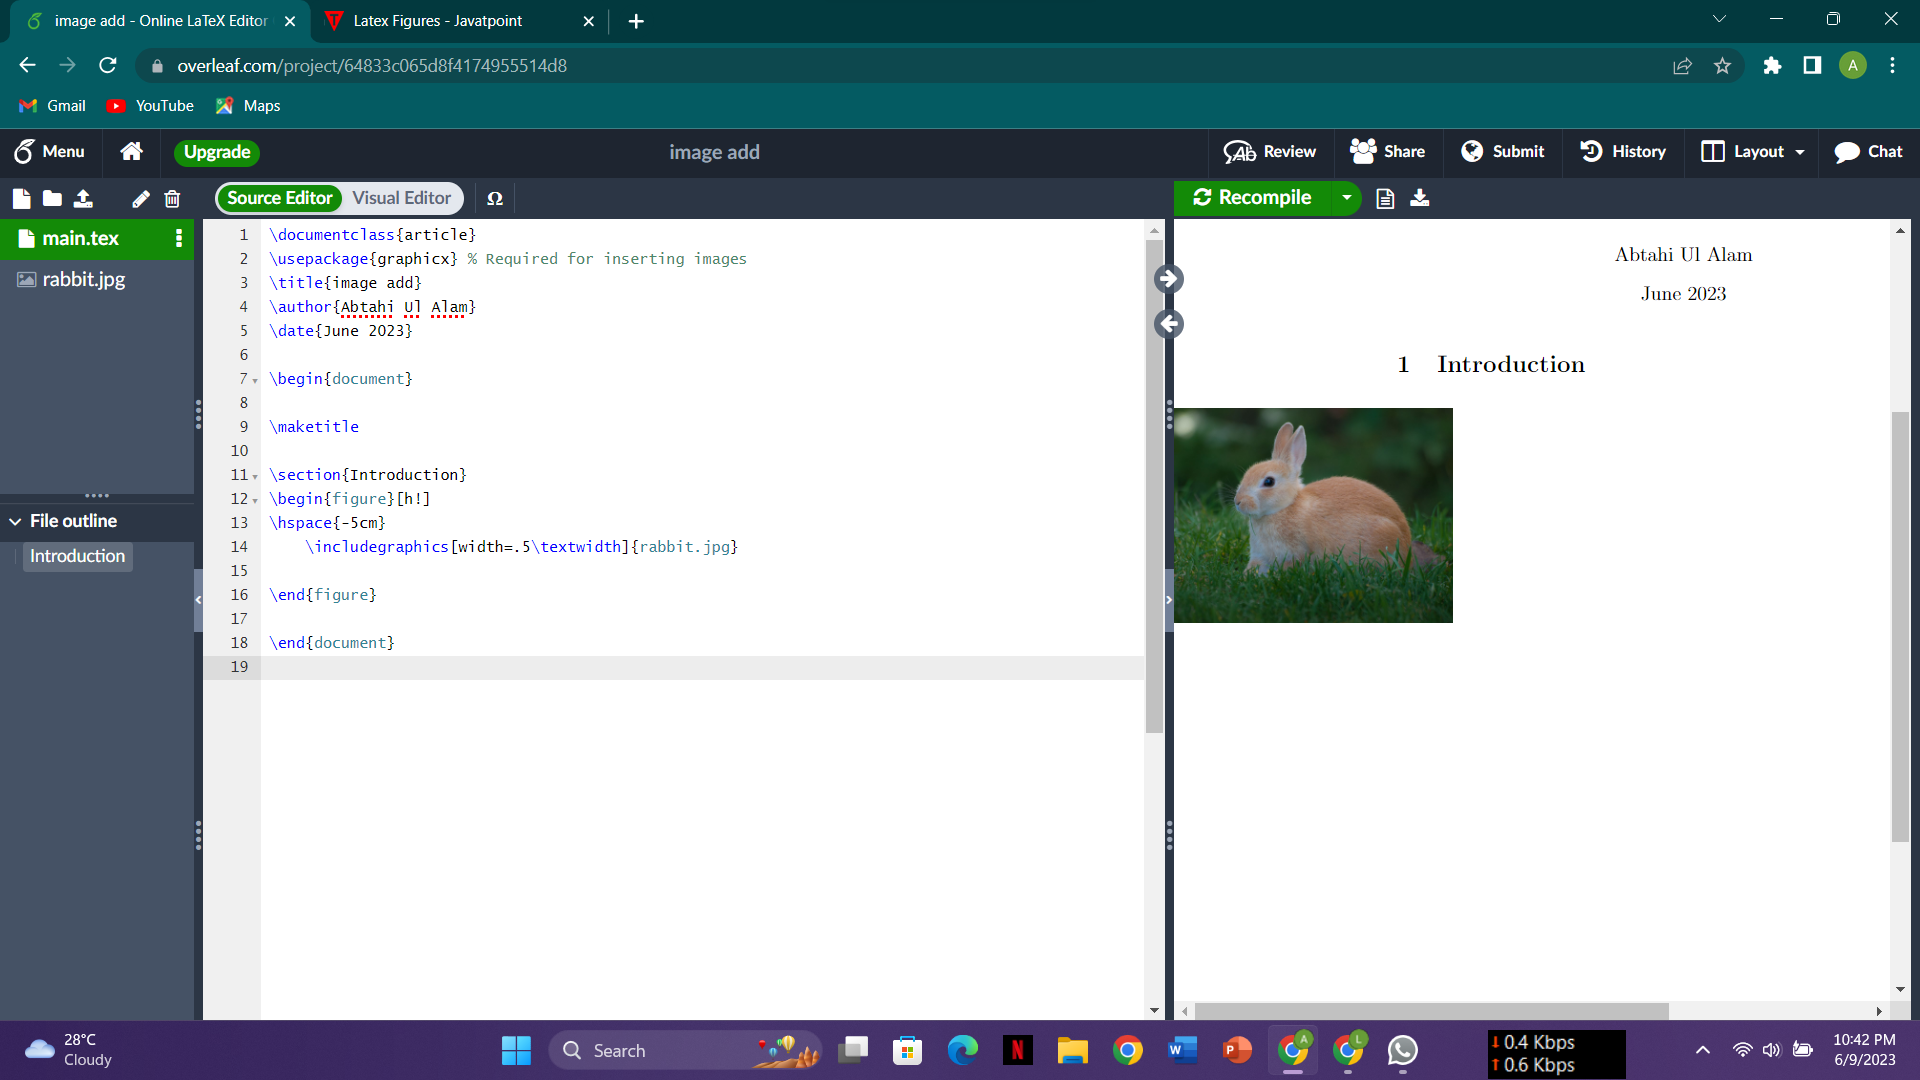 image add - Online LaTeX Editor
Latex Figures - Javatpoint
overleaf.com/project/64833c065d8f4174955514d8
A
Gmail
YouTube
Maps
Menu
Upgrade
image add
Review
Share
Submit
History
Layout
Chat
Source Editor
Visual Editor
Ω
Recompile
main.tex
rabbit.jpg
File outline
Introduction
1 \documentclass{article}
2 \usepackage{graphicx} % Required for inserting images
3 \title{image add}
4 \author{Abtahi Ul Alam}
5 \date{June 2023}
6
7 \begin{document}
8
9 \maketitle
10
11 \section{Introduction}
12 \begin{figure}[h!]
13 \hspace{-5cm}
14 \includegraphics[width=.5\textwidth]{rabbit.jpg}
15
16 \end{figure}
17
18 \end{document}
19
Abtahi Ul Alam
June 2023
1 Introduction
28°C
Cloudy
Search
0.4 Kbps
0.6 Kbps
10:42 PM
6/9/2023